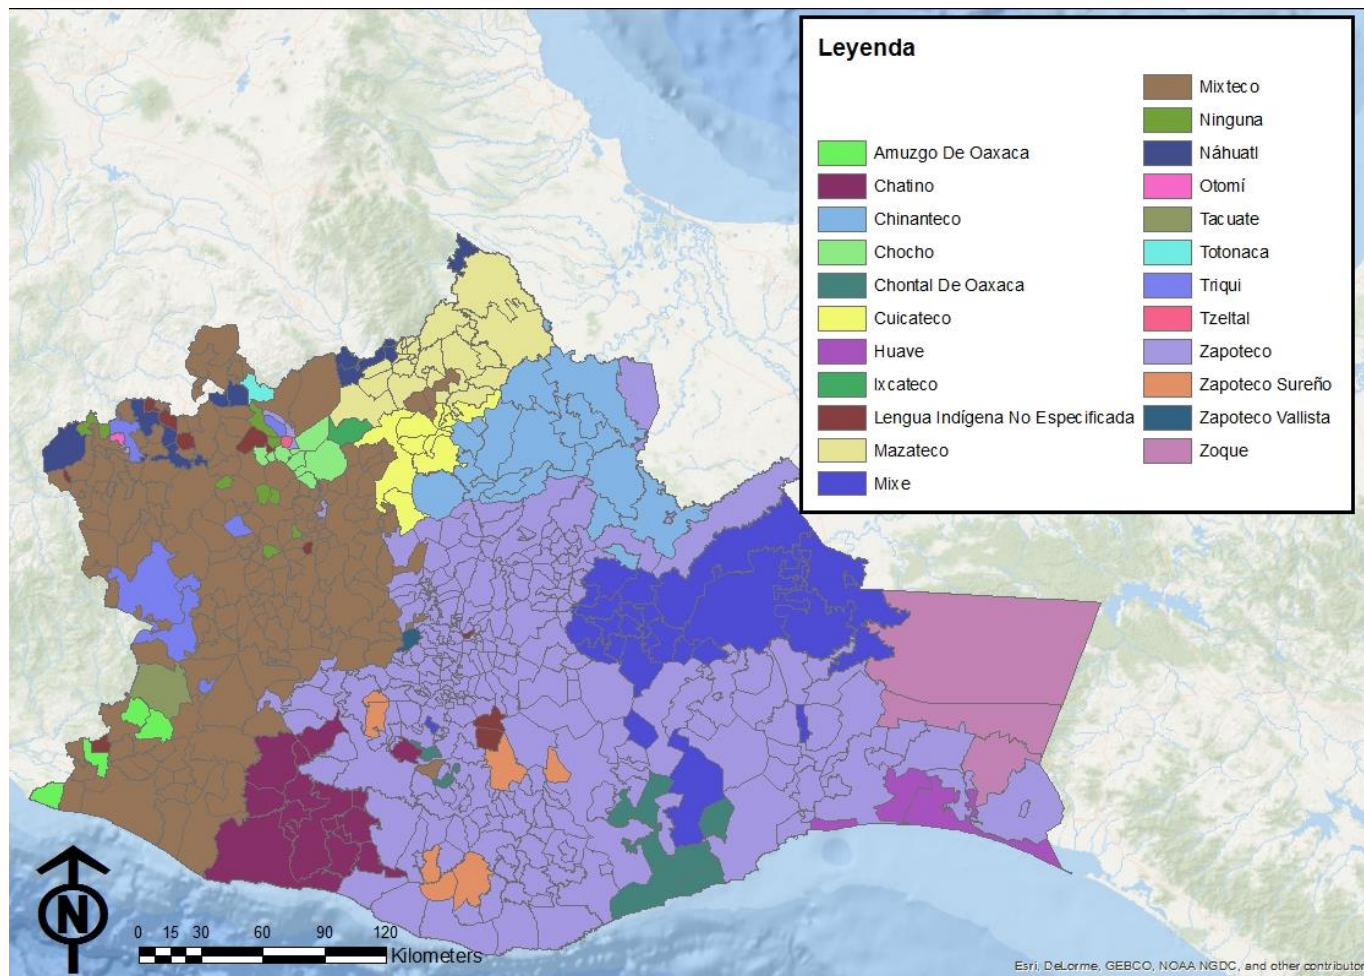 Leyenda
Amuzgo De Oaxaca
Chatino
Chinanteco
Chocho
Chontal De Oaxaca
Cuicateco
Huave
Ixcateco
Lengua Indígena No Especificada
Mazateco
Mixe
Mixteco
Ninguna
Náhuatl
Otomí
Tacuate
Totonaca
Triqui
Tzeltal
Zapoteco
Zapoteco Sureño
Zapoteco Vallista
Zoque
N
0 15 30 60 90 120
Kilometers
Esri, DeLorme, GEBCO, NOAA NGDC, and other contributor